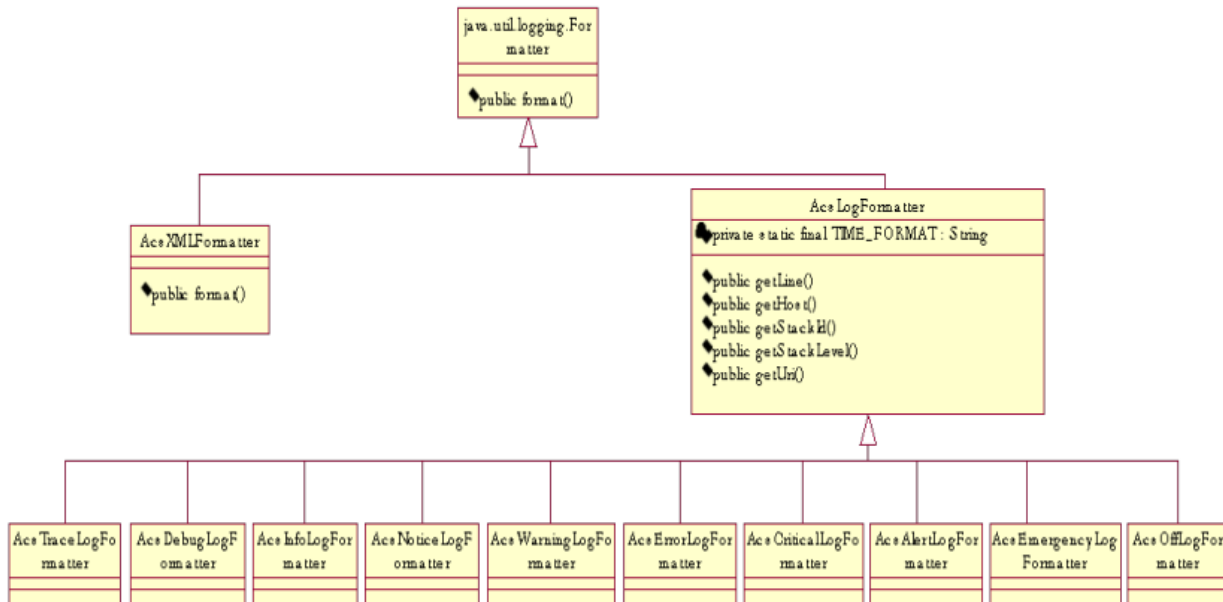 java.util.logging.For
matter
public format()
AcsXMLFormatter
public format()
AcsLogFormatter
private static final TIME_FORMAT : String
public getLine()
public getHost()
public getStackId()
public getStackLevel()
public getUri()
AcsTraceLogFo
rmatter
AcsDebugLogF
ormatter
AcsInfoLogFor
matter
AcsNoticeLogF
ormatter
AcsWarningLogFo
rmatter
AcsErrorLogFor
matter
AcsCriticalLogFo
rmatter
AcsAlertLogFor
matter
AcsEmergencyLog
Formatter
AcsOffLogFor
matter